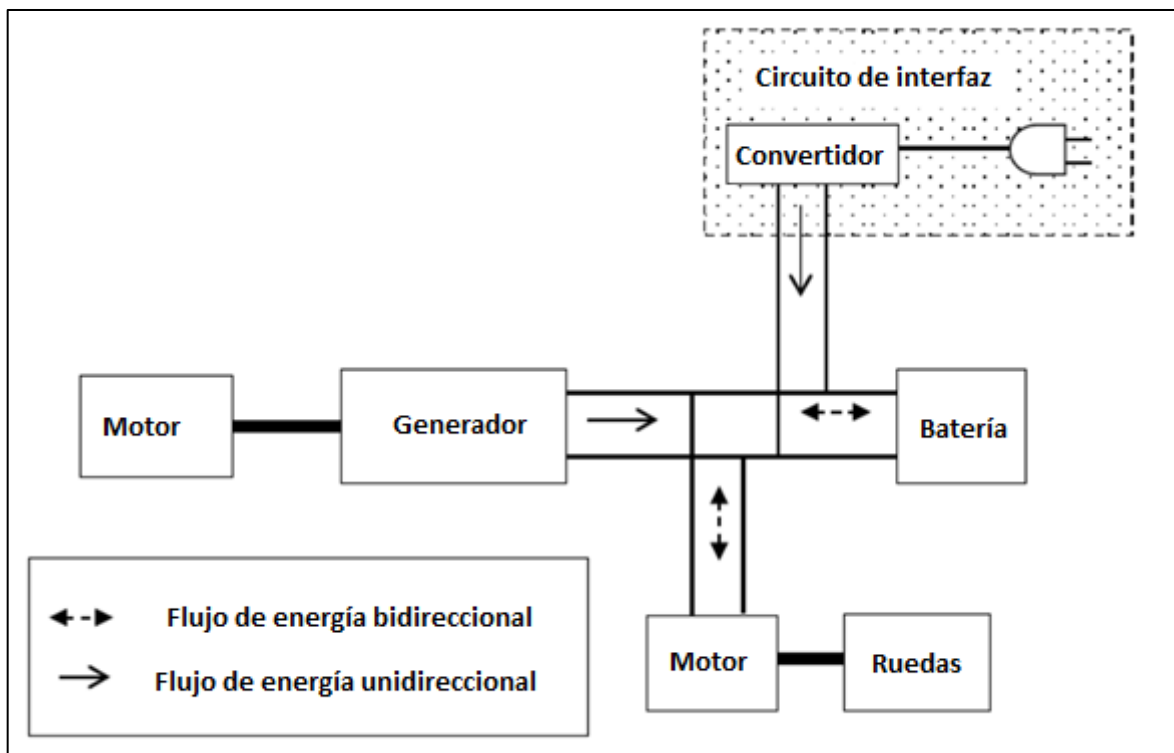 Circuito de interfaz
Convertidor
Motor
Generador
Batería
Flujo de energía bidireccional
Flujo de energía unidireccional
Motor
Ruedas